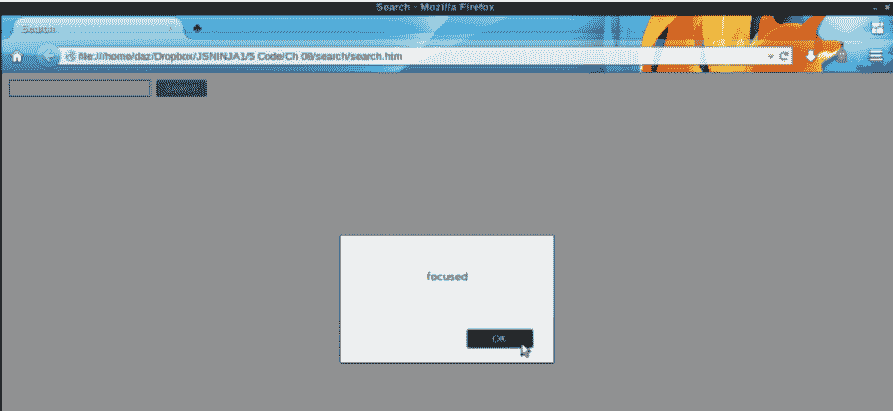 Search - Mozilla Firefox
Search
file:///home/daz/Dropbox/JSNINJA1/5 Code/Ch 08/search/search.htm
focused
OK